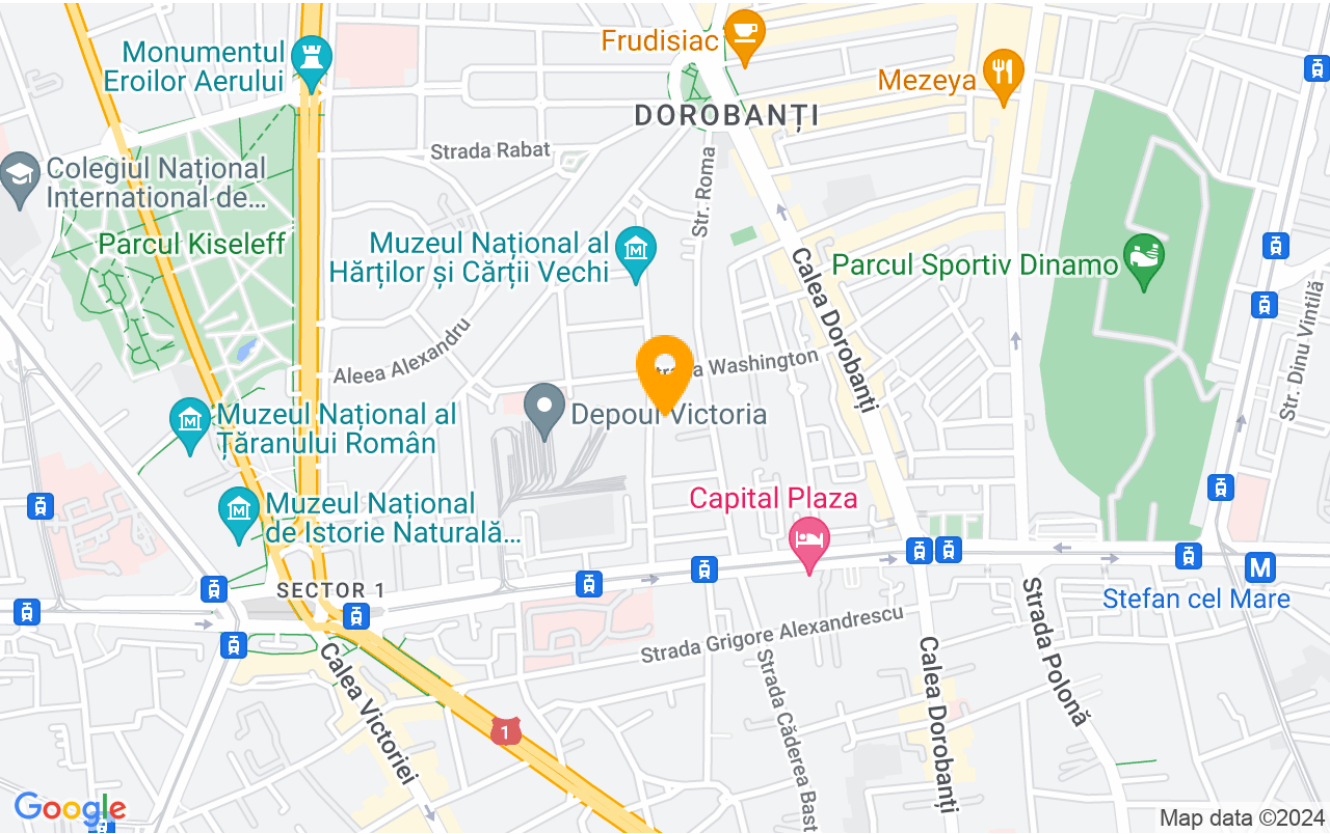 Monumentul
Eroilor Aerului
Frudisiac
Mezeya
DOROBANȚI
Strada Rabat
Colegiul Național
International de...
Str. Roma
Parcul Kiseleff
Muzeul Național al
Hărților și Cărții Vechi
Calea Dorobanți
Parcul Sportiv Dinamo
Str. Dinu Vintilă
Aleea Alexandru
Washington
Muzeul Național al
Țăranului Român
Depoul Victoria
Muzeul Național
de Istorie Naturală...
Capital Plaza
M
Stefan cel Mare
SECTOR 1
Strada Grigore Alexandrescu
Strada Polonă
Calea Victoriei
Strada Căderea Bast
Calea Dorobanți
1
Google
Map data ©2024